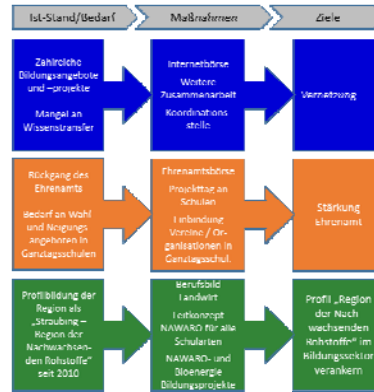 Ist-Stand/Bedarf
Maßnahmen
Ziele
Zahlreiche
Bildungsangebote
und –projekte
Mangel an
Wissenstransfer
Internetbörse
Weitere
Zusammenarbeit
Koordinations
stelle
Vernetzung
Rückgang des
Ehrenamts
Bedarf an Wahl
und Neigungs
angeboten in
Ganztagsschulen
Ehrenamtsbörse
Projekttag an
Schulen
Einbindung
Vereine / Or-
ganisationen in
Ganztagschul.
Stärkung
Ehrenamt
Profilbildung der
Region als
„Straubing –
Region der
Nachwachsen-
den Rohstoffe“
seit 2010
Berufsbild
Landwirt
Leitkonzept
NAWARO für alle
Schularten
NAWARO- und
Bioenergie
Bildungsprojekte
Profil „Region
der Nach
wachsenden
Rohstoffe“ im
Bildungssektor
verankern